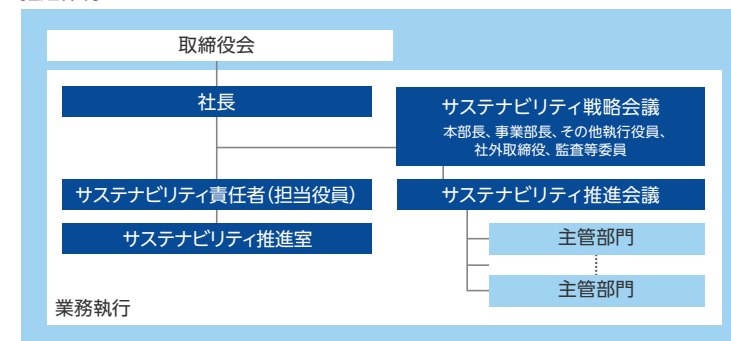 取締役会
社長
サステナビリティ戦略会議
本部長、事業部長、その他執行役員、
社外取締役、監査等委員
サステナビリティ責任者（担当役員）
サステナビリティ推進会議
サステナビリティ推進室
主管部門
主管部門
業務執行